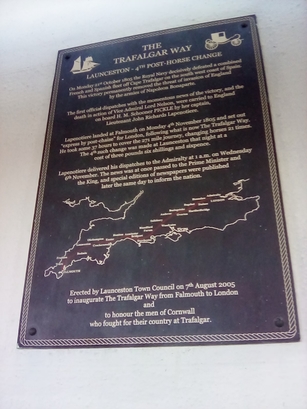 THE
TRAFALGAR WAY
LAUNCESTON - 4TH POST-HORSE CHANGE
On Monday 21st October 1805 the Royal Navy decisively defeated a combined
French and Spanish fleet off Cape Trafalgar on the south west coast of Spain.
This victory permanently removed the threat of invasion of England
by the armies of Napoleon Bonaparte.
The first official dispatches with the momentous news of the victory, and the
death in action of Vice Admiral Lord Nelson, were carried to England
on board H. M. Schooner PICKLE by her captain,
Lieutenant John Richards Lapenotiere.
Lapenotiere landed at Falmouth on Monday 4th November 1805 and set out
"express by post-chaise" for London, following what is now The Trafalgar Way.
He took some 37 hours to cover the 271 mile journey, changing horses 21 times.
The 4th such change was made at Launceston that night at a
cost of three pounds six shillings and sixpence.
Lapenotiere delivered his dispatches to the Admiralty at 1 a.m. on Wednesday
6th November. The news was at once passed to the Prime Minister and
the King, and special editions of newspapers were published
later the same day to inform the nation.
FALMOUTH
Erected by Launceston Town Council on 7th August 2005
to inaugurate The Trafalgar Way from Falmouth to London
and
to honour the men of Cornwall
who fought for their country at Trafalgar.